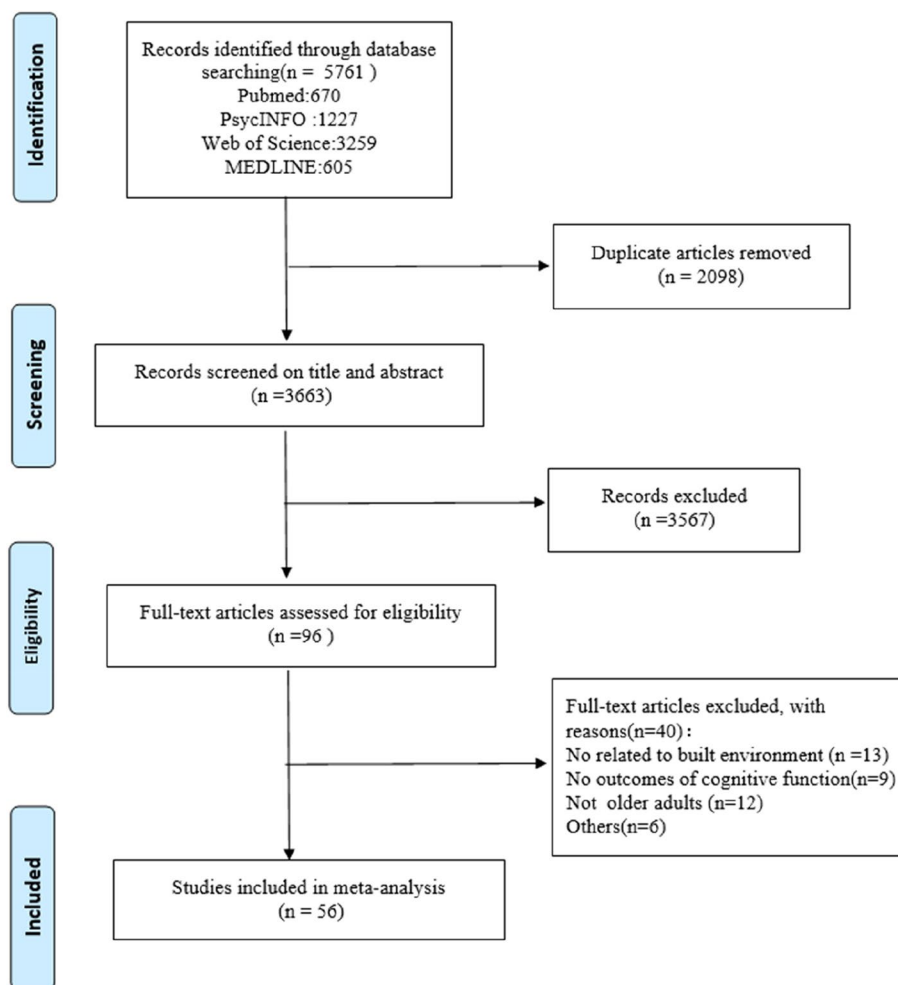 Identification
Records identified through database
searching(n = 5761 )
Pubmed:670
PsycINFO :1227
Web of Science:3259
MEDLINE:605
Duplicate articles removed
(n = 2098)
Screening
Records screened on title and abstract
(n =3663)
Records excluded
(n =3567)
Eligibility
Full-text articles assessed for eligibility
(n =96 )
Full-text articles excluded, with
reasons(n=40)：
No related to built environment (n =13)
No outcomes of cognitive function(n=9)
Not older adults (n=12)
Others(n=6)
Included
Studies included in meta-analysis
(n = 56)